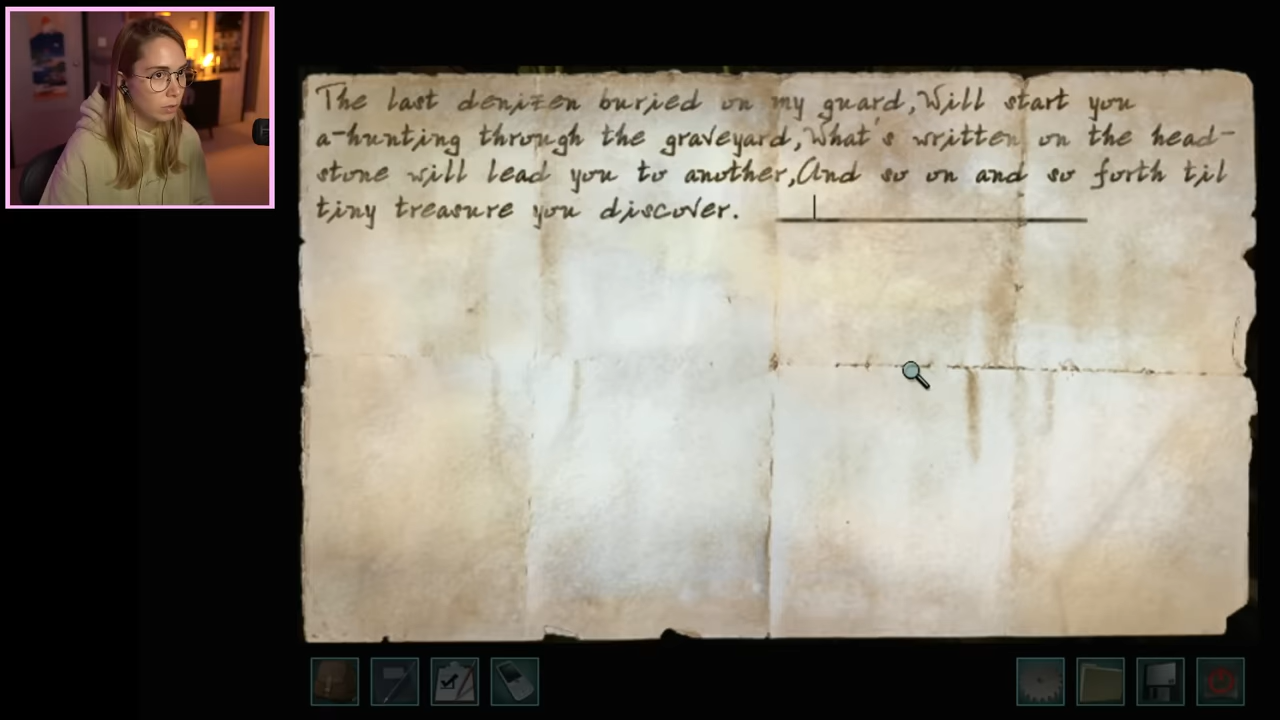 The last denizen buried on my guard,Will start you
a-hunting through the graveyard,What's written on the head-
stone will lead you to another,And so on and so forth til
tiny treasure you discover.